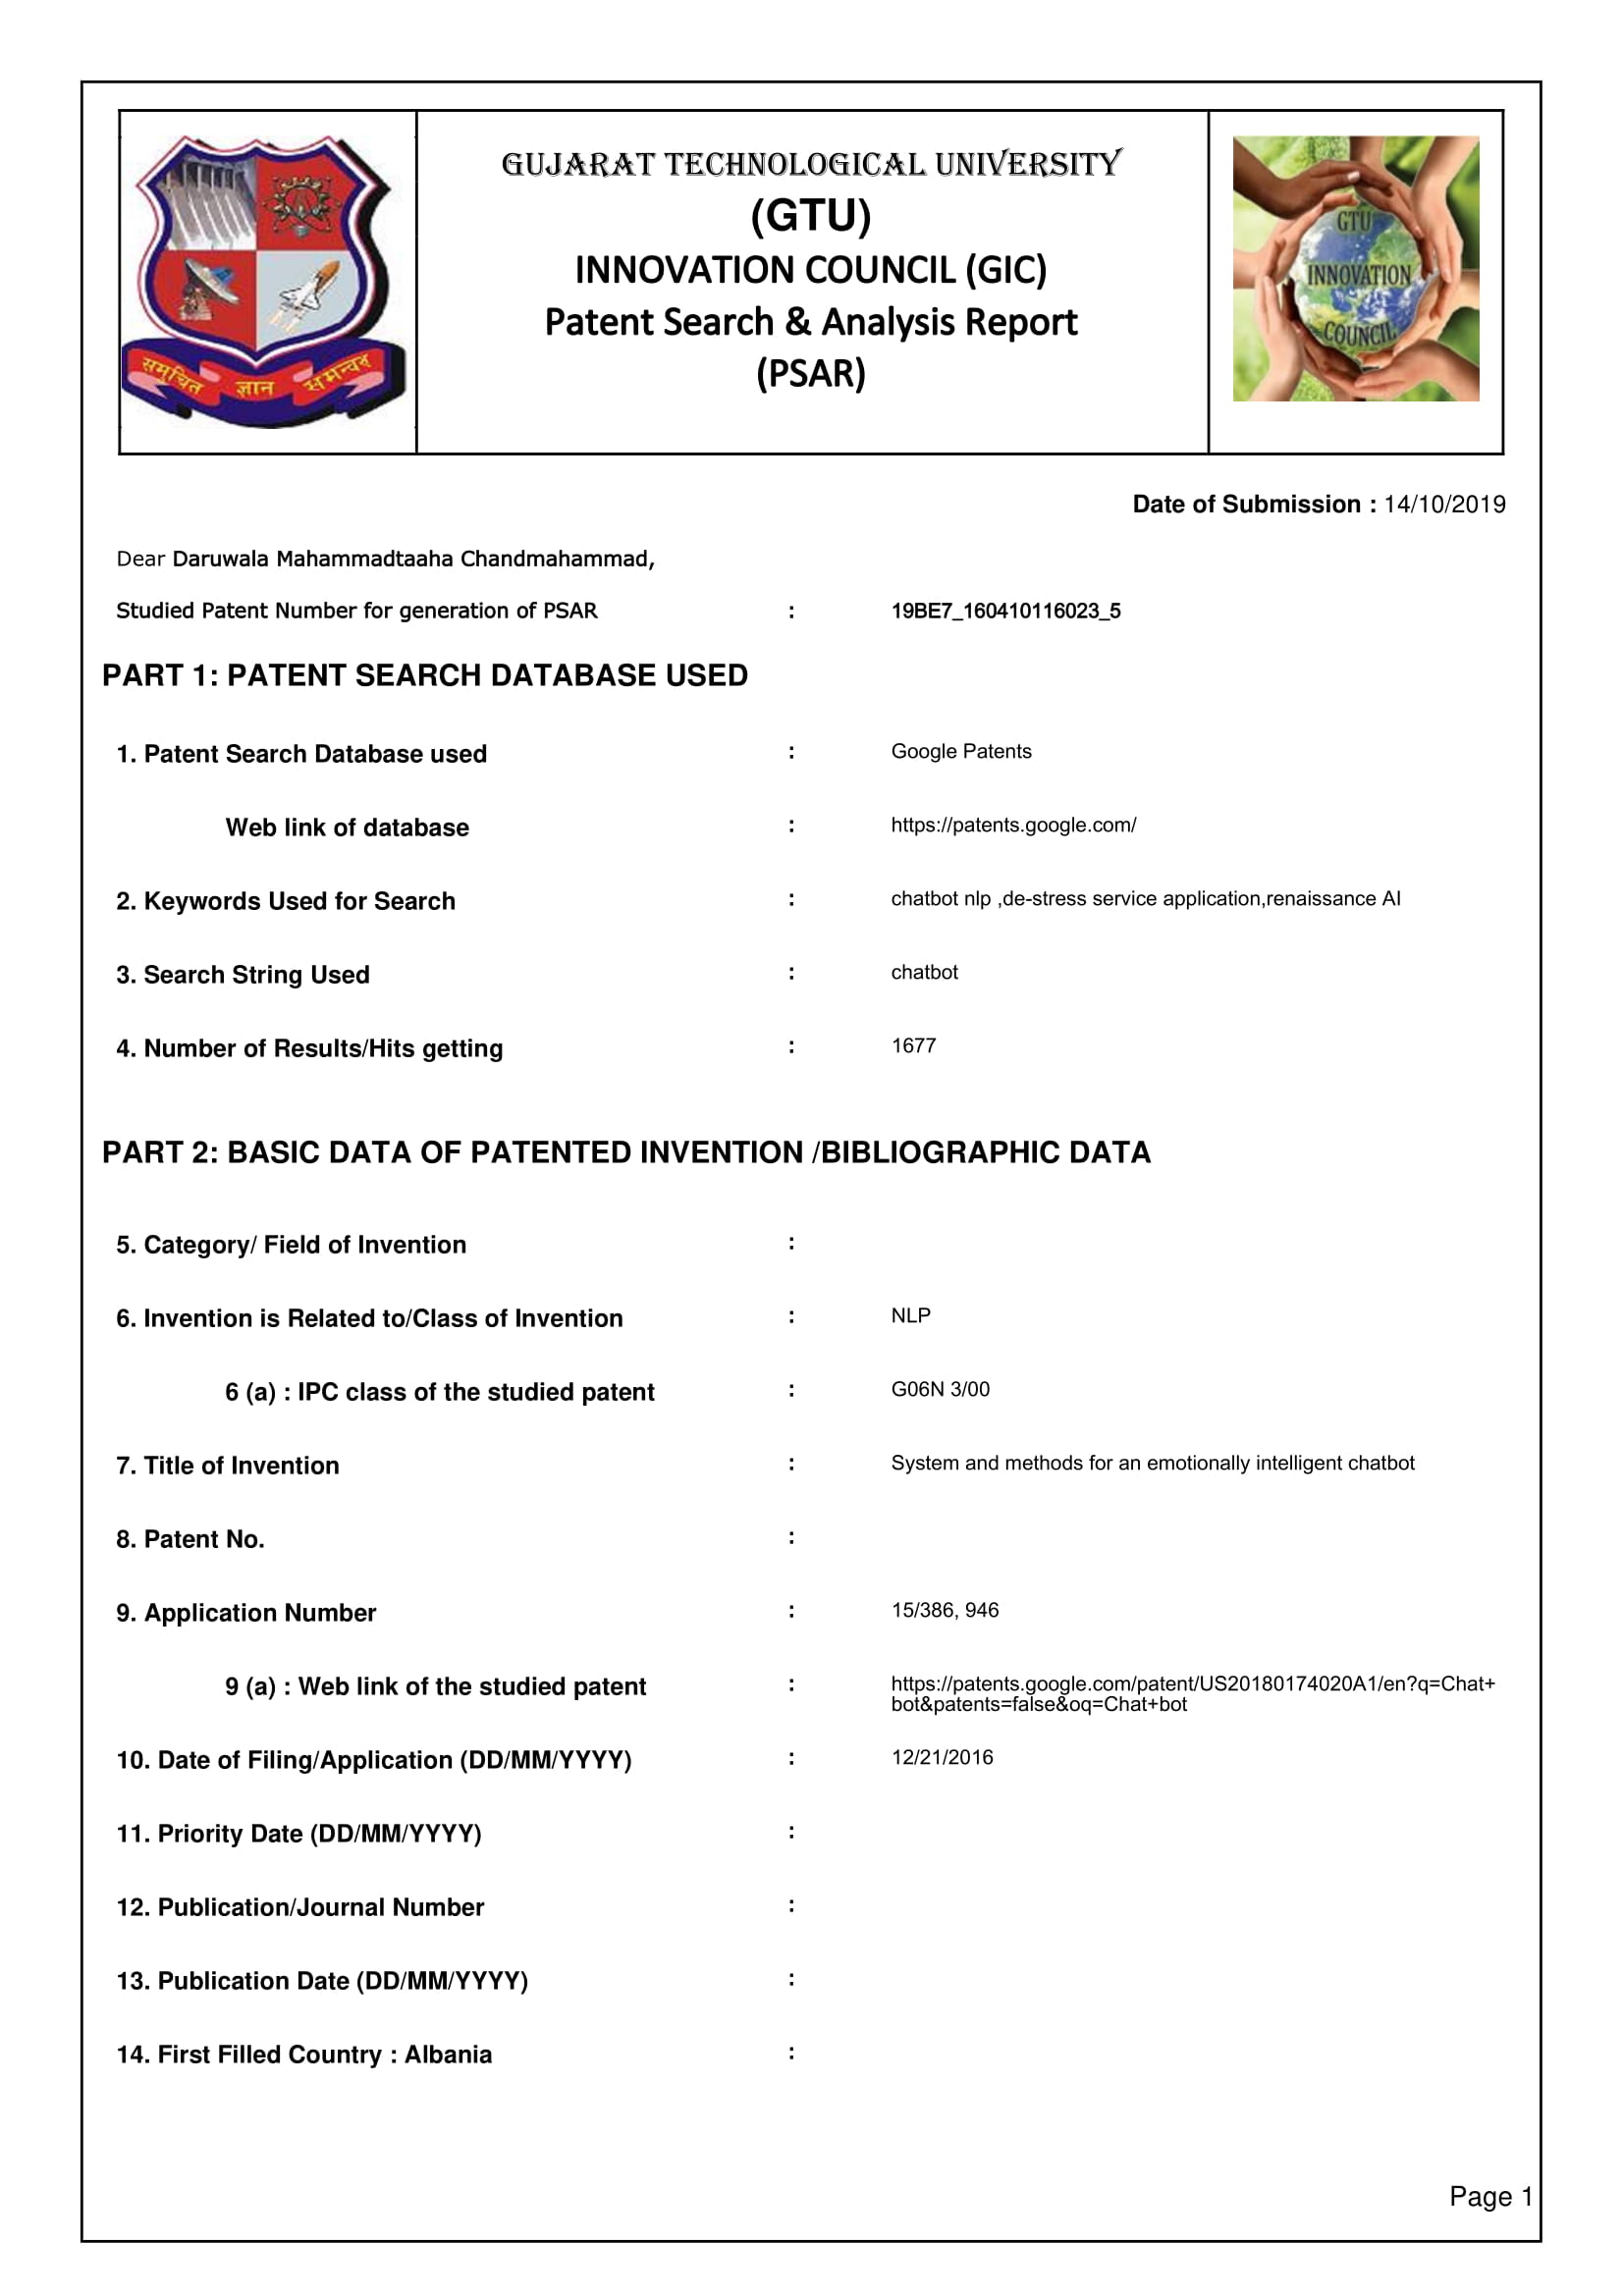 समुचित ज्ञान समन्वय
GUJARAT TECHNOLOGICAL UNIVERSITY
(GTU)
INNOVATION COUNCIL (GIC)
Patent Search & Analysis Report
(PSAR)
GTU
INNOVATION
COUNCIL
Date of Submission : 14/10/2019
Dear Daruwala Mahammadtaaha Chandmahammad,
Studied Patent Number for generation of PSAR : 19BE7_160410116023_5
PART 1: PATENT SEARCH DATABASE USED
1. Patent Search Database used : Google Patents
Web link of database : https://patents.google.com/
2. Keywords Used for Search : chatbot nlp ,de-stress service application,renaissance AI
3. Search String Used : chatbot
4. Number of Results/Hits getting : 1677
PART 2: BASIC DATA OF PATENTED INVENTION /BIBLIOGRAPHIC DATA
5. Category/ Field of Invention :
6. Invention is Related to/Class of Invention : NLP
6 (a) : IPC class of the studied patent : G06N 3/00
7. Title of Invention : System and methods for an emotionally intelligent chatbot
8. Patent No. :
9. Application Number : 15/386, 946
9 (a) : Web link of the studied patent : https://patents.google.com/patent/US20180174020A1/en?q=Chat+
bot&patents=false&oq=Chat+bot
10. Date of Filing/Application (DD/MM/YYYY) : 12/21/2016
11. Priority Date (DD/MM/YYYY) :
12. Publication/Journal Number :
13. Publication Date (DD/MM/YYYY) :
14. First Filled Country : Albania :
Page 1